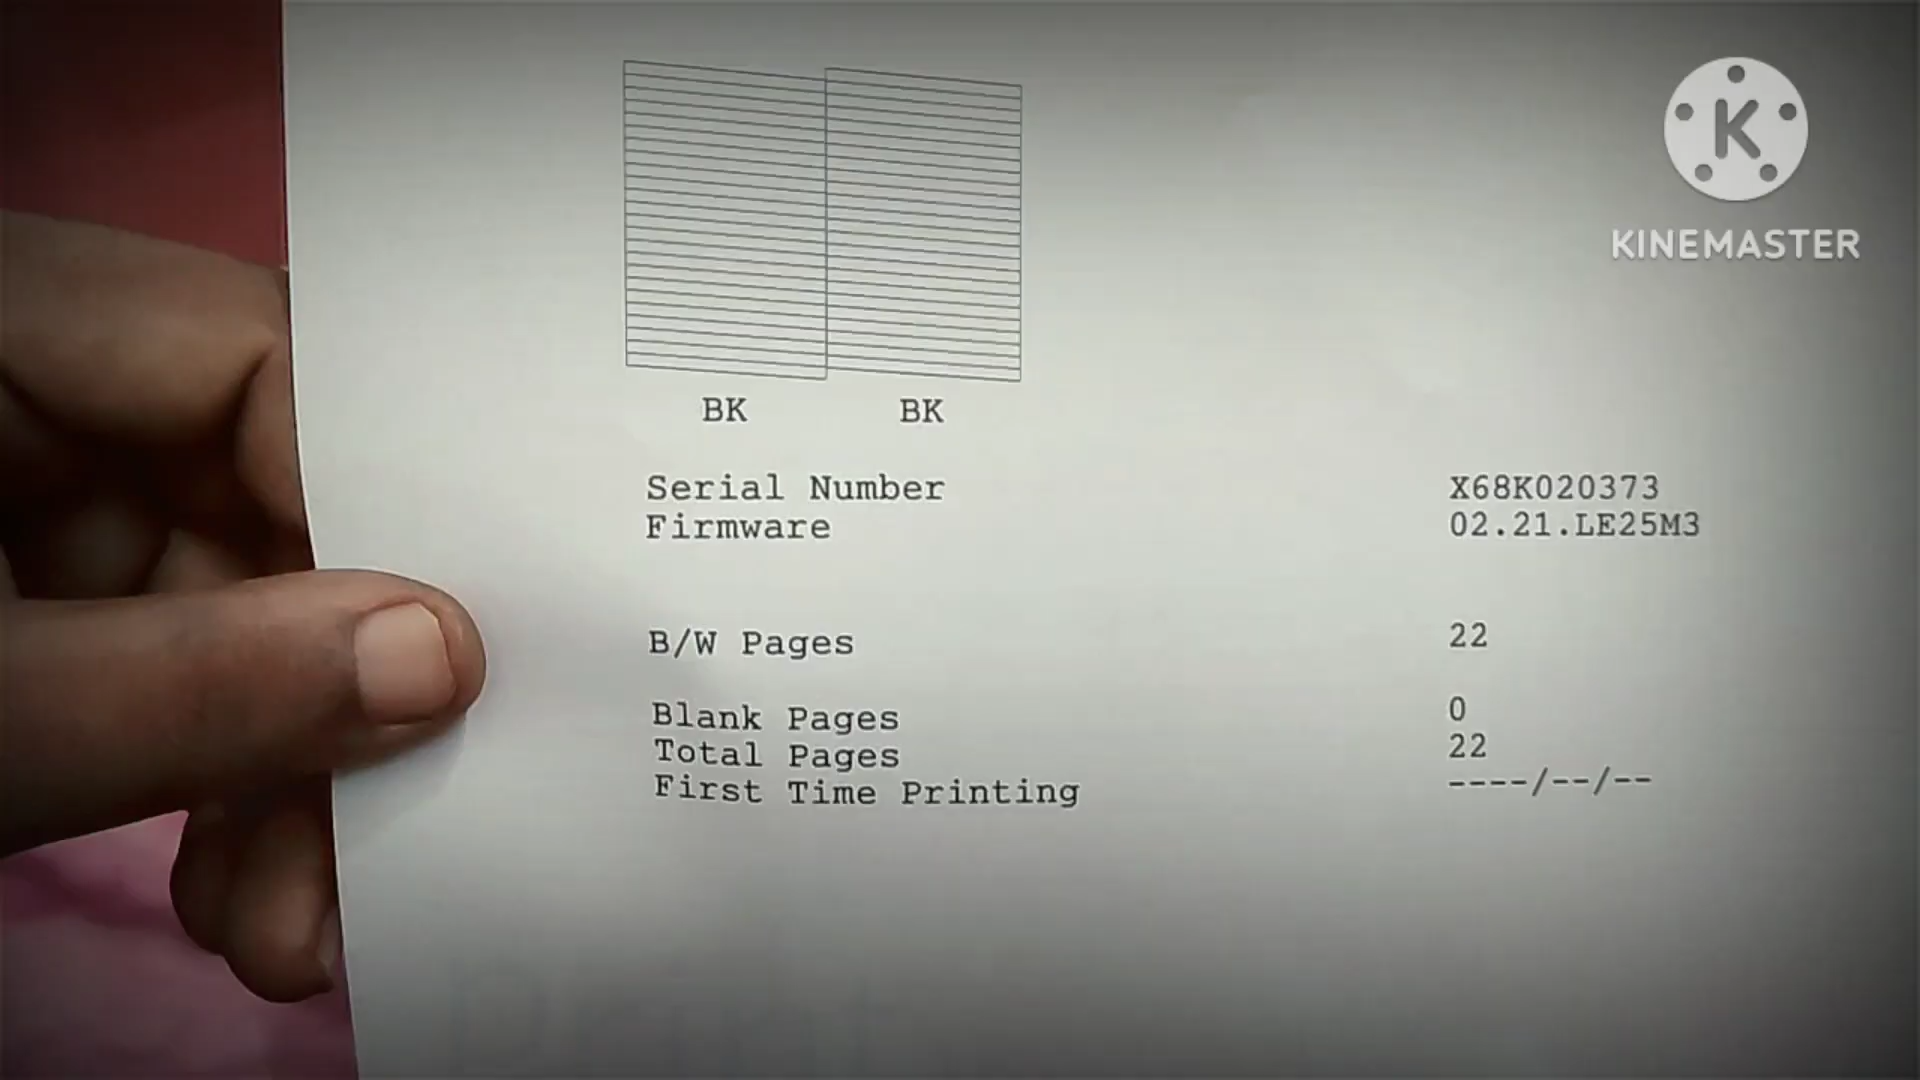 K
KINEMASTER
BK BK
Serial Number X68K020373
Firmware 02.21.LE25M3
B/W Pages 22
Blank Pages 0
Total Pages 22
First Time Printing ----/--/--